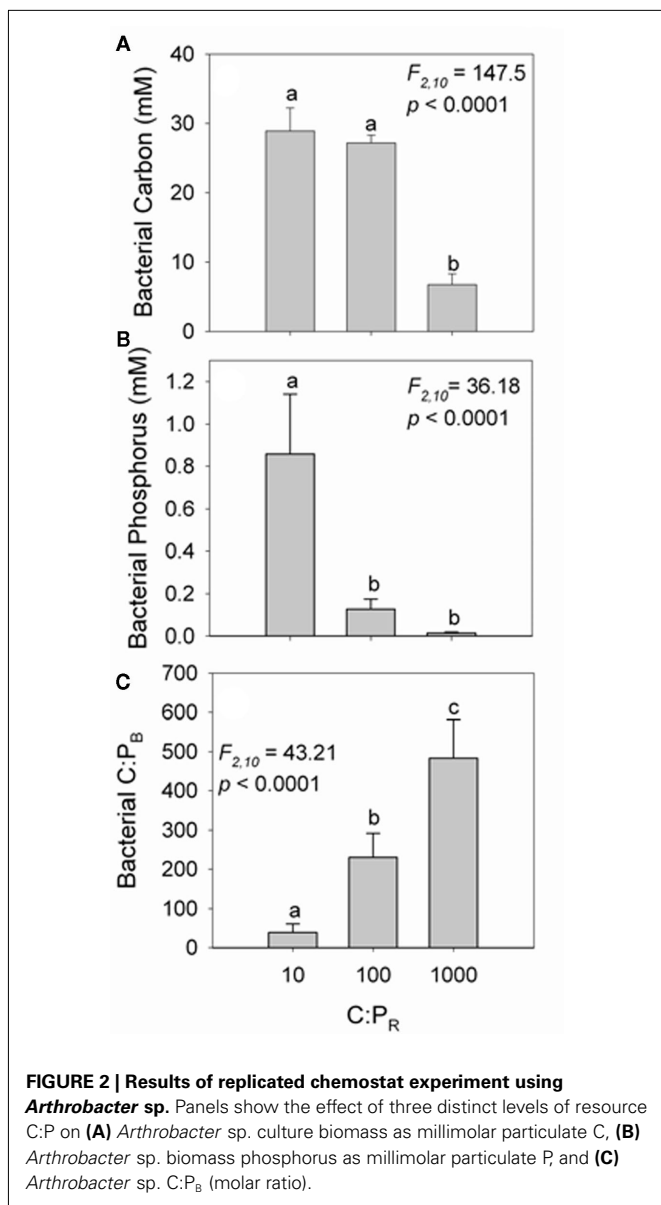 A
Bacterial Carbon (mM)
40
30
20
10
0
a
a
b
F2,10 = 147.5
p < 0.0001
B
Bacterial Phosphorus (mM)
1.2
1.0
0.8
0.6
0.4
0.2
0.0
a
b
b
F2,10 = 36.18
p < 0.0001
C
Bacterial C:PB
700
600
500
400
300
200
100
0
F2,10 = 43.21
p < 0.0001
a
b
c
10 100 1000
C:PR
FIGURE 2 | Results of replicated chemostat experiment using
Arthrobacter sp. Panels show the effect of three distinct levels of resource
C:P on (A) Arthrobacter sp. culture biomass as millimolar particulate C, (B)
Arthrobacter sp. biomass phosphorus as millimolar particulate P, and (C)
Arthrobacter sp. C:PB (molar ratio).